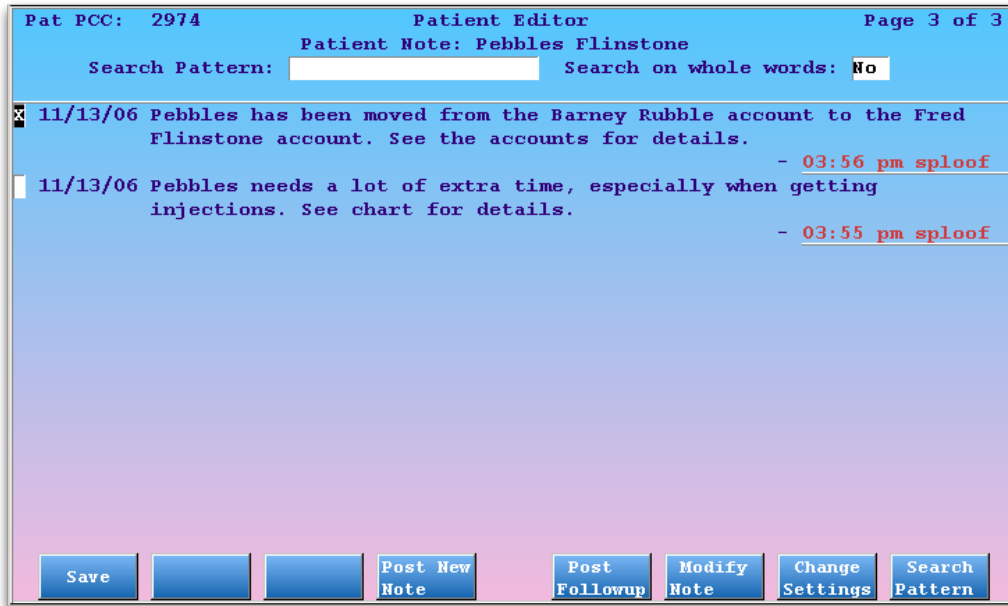 Pat PCC: 2974 Patient Editor Page 3 of 3
Patient Note: Pebbles Flinstone
Search Pattern: Search on whole words: No
x 11/13/06 Pebbles has been moved from the Barney Rubble account to the Fred
Flinstone account. See the accounts for details.
- 03:56 pm sploof
11/13/06 Pebbles needs a lot of extra time, especially when getting
injections. See chart for details.
- 03:55 pm sploof
Save Post New Post Modify Change Search
Note Followup Note Settings Pattern